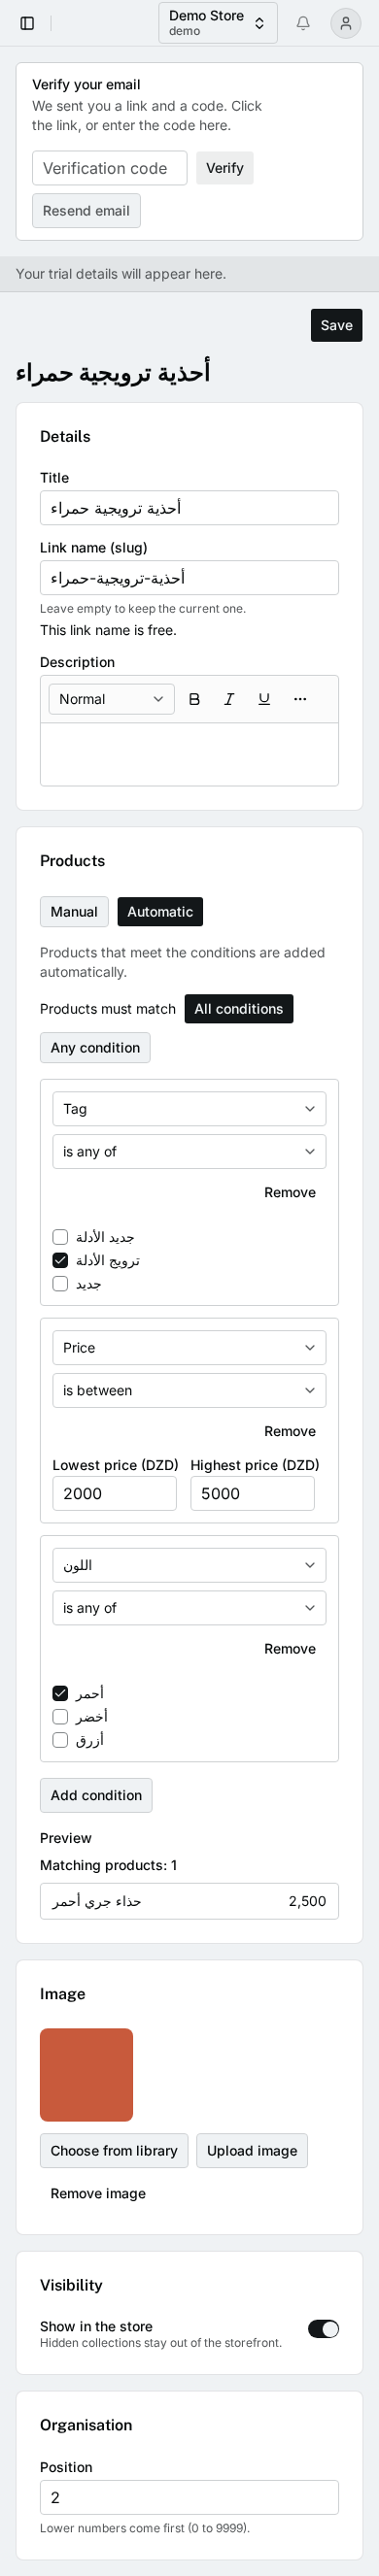 Demo Store
demo
Verify your email
We sent you a link and a code. Click
the link, or enter the code here.
Verification code
Verify
Resend email
Your trial details will appear here.
Save
أحذية ترويجية حمراء
Details
Title
أحذية ترويجية حمراء
Link name (slug)
أحذية-ترويجية-حمراء
Leave empty to keep the current one.
This link name is free.
Description
Normal
B I U
Products
Manual
Automatic
Products that meet the conditions are added
automatically.
Products must match
All conditions
Any condition
Tag
is any of
Remove
جديد الأدلة
ترويج الأدلة
جديد
Price
is between
Remove
Lowest price (DZD)
Highest price (DZD)
2000
5000
اللون
is any of
Remove
أحمر
أخضر
أزرق
Add condition
Preview
Matching products: 1
حذاء جري أحمر
2,500
Image
Choose from library
Upload image
Remove image
Visibility
Show in the store
Hidden collections stay out of the storefront.
Organisation
Position
2
Lower numbers come first (0 to 9999).